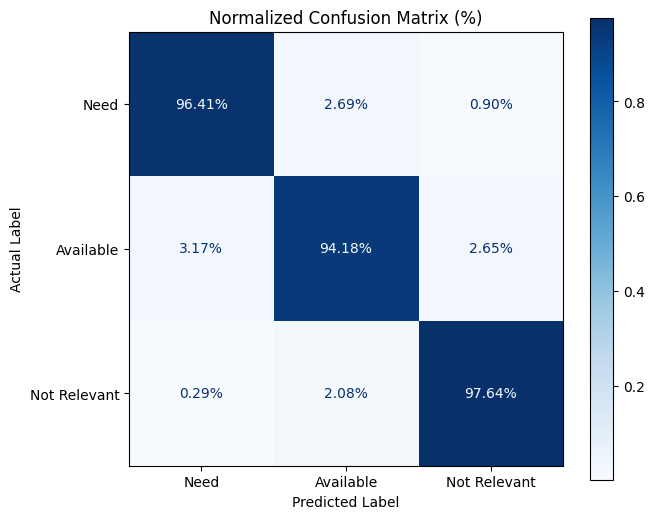 Normalized Confusion Matrix (%)
Actual Label
Need
96.41%
2.69%
0.90%
Available
3.17%
94.18%
2.65%
Not Relevant
0.29%
2.08%
97.64%
Need
Available
Not Relevant
Predicted Label
0.8
0.6
0.4
0.2